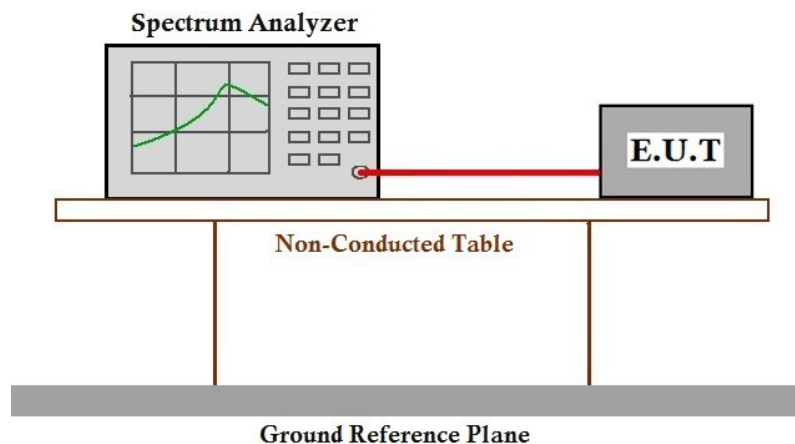 Spectrum Analyzer
E.U.T
Non-Conducted Table
Ground Reference Plane